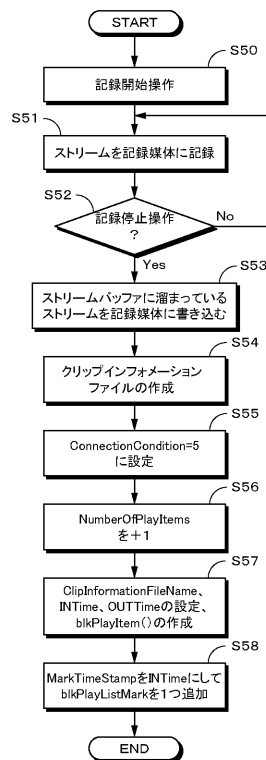 START
S50
記録開始操作
S51
ストリームを記録媒体に記録
S52
記録停止操作
?
No
Yes
S53
ストリームバッファに溜まっている
ストリームを記録媒体に書き込む
S54
クリップインフォメーション
ファイルの作成
S55
ConnectionCondition=5
に設定
S56
NumberOfPlayItems
を+1
S57
ClipInformationFileName、
INTime、OUTTimeの設定、
blkPlayItem()の作成
S58
MarkTimeStampをINTimeにして
blkPlayListMarkを1つ追加
END